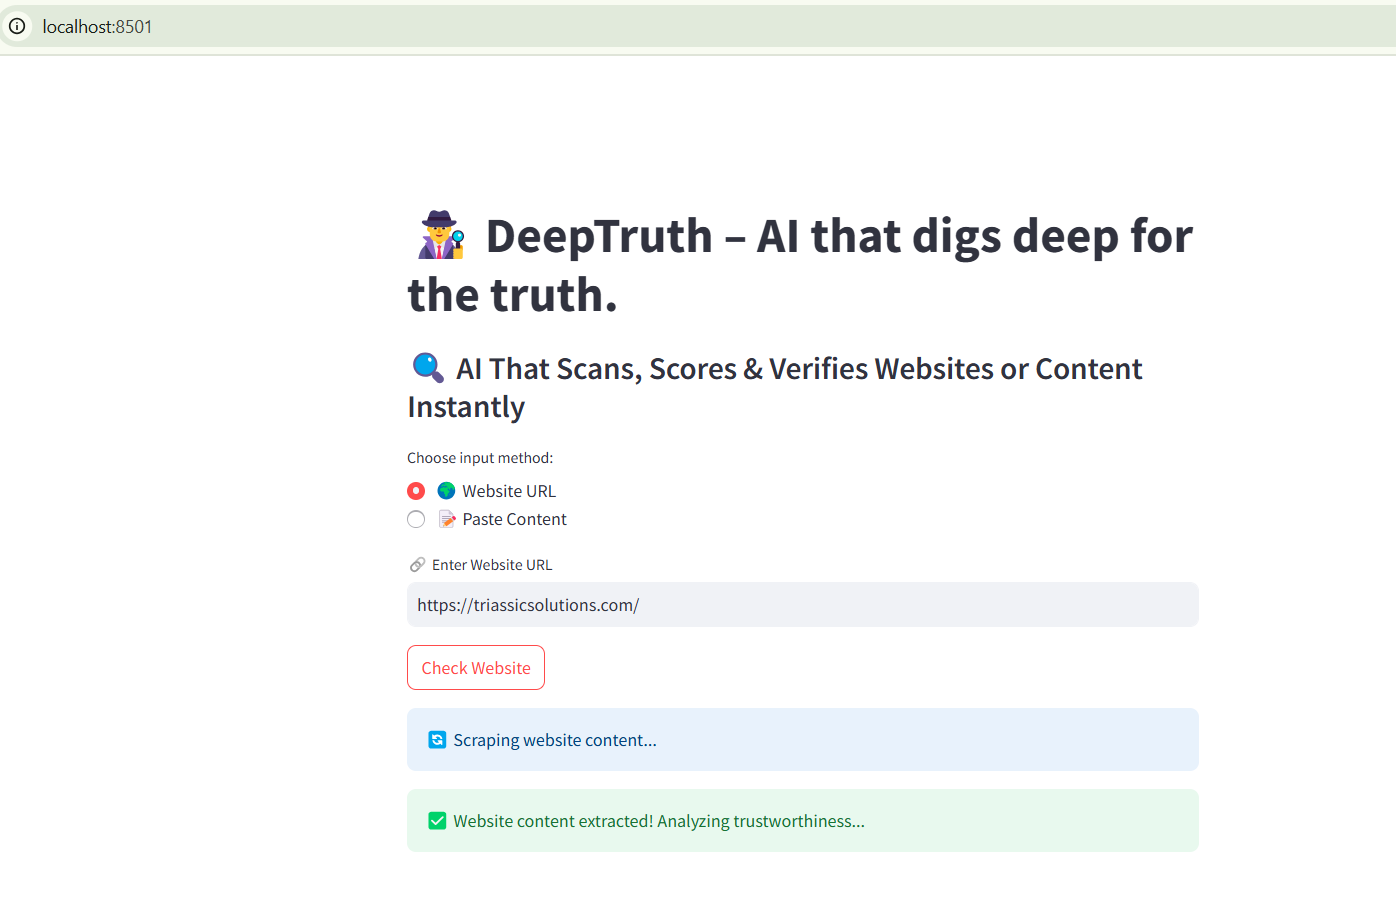 localhost:8501
DeepTruth – AI that digs deep for
the truth.
AI That Scans, Scores & Verifies Websites or Content
Instantly
Choose input method:
Website URL
Paste Content
Enter Website URL
https://triassicsolutions.com/
Check Website
Scraping website content...
Website content extracted! Analyzing trustworthiness...